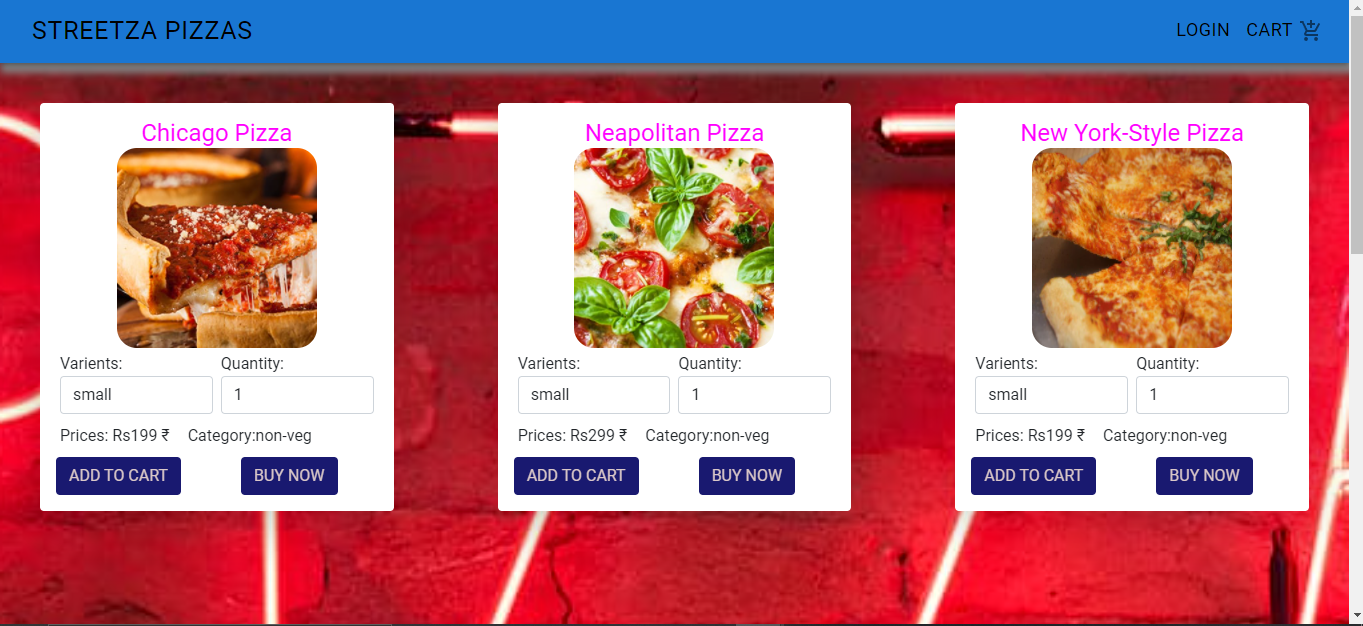 STREETZA PIZZAS
LOGIN CART
Chicago Pizza
Varients: Quantity:
small 1
Prices: Rs199 ₹ Category:non-veg
ADD TO CART BUY NOW
Neapolitan Pizza
Varients: Quantity:
small 1
Prices: Rs299 ₹ Category:non-veg
ADD TO CART BUY NOW
New York-Style Pizza
Varients: Quantity:
small 1
Prices: Rs199 ₹ Category:non-veg
ADD TO CART BUY NOW